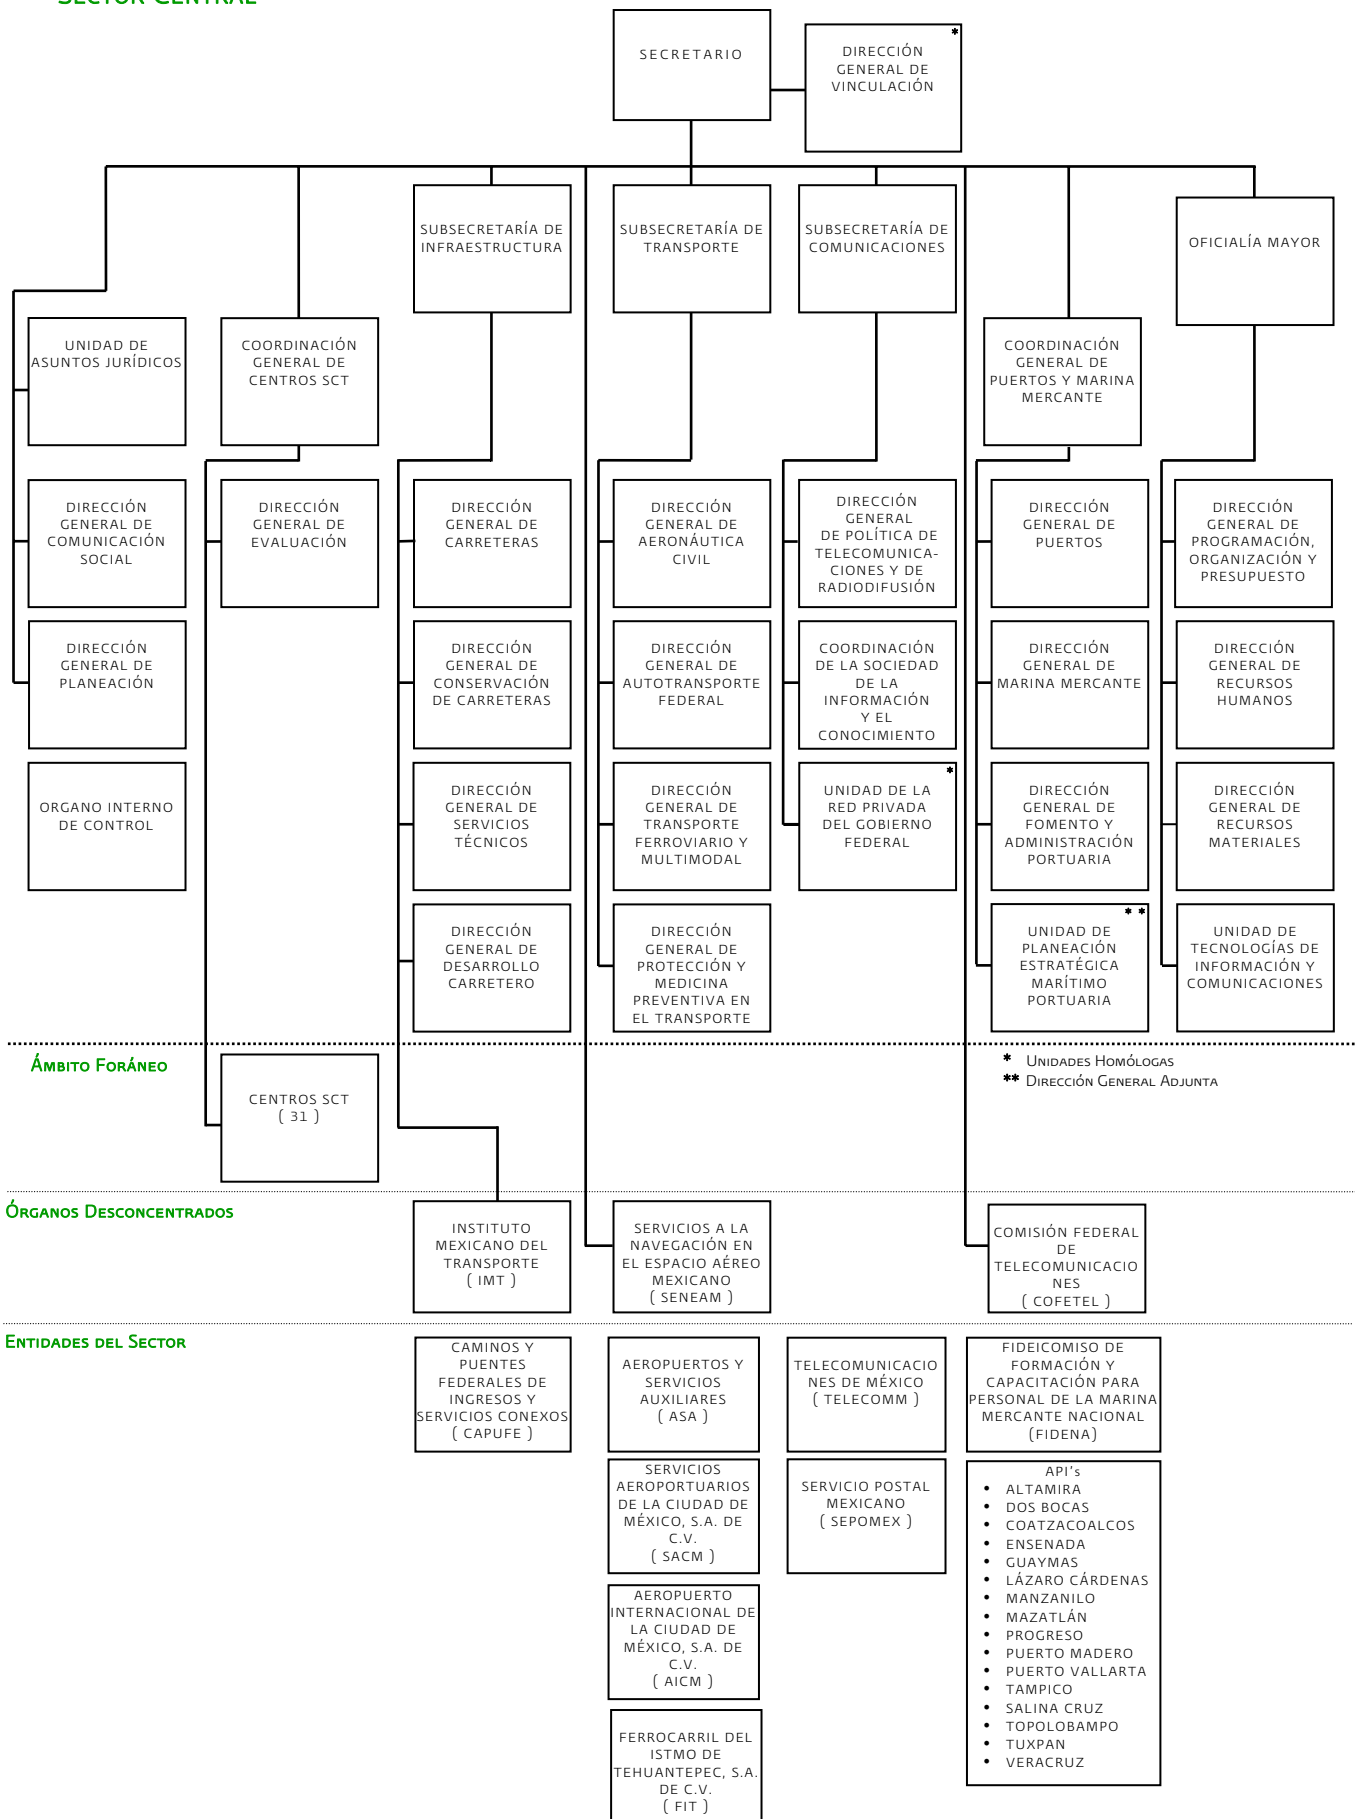 SECTOR CENTRAL
SECRETARIO
*
DIRECCIÓN
GENERAL DE
VINCULACIÓN
SUBSECRETARÍA DE
INFRAESTRUCTURA
SUBSECRETARÍA DE
TRANSPORTE
SUBSECRETARÍA DE
COMUNICACIONES
OFICIALÍA MAYOR
UNIDAD DE
ASUNTOS JURÍDICOS
COORDINACIÓN
GENERAL DE
CENTROS SCT
COORDINACIÓN
GENERAL DE
PUERTOS Y MARINA
MERCANTE
DIRECCIÓN
GENERAL DE
COMUNICACIÓN
SOCIAL
DIRECCIÓN
GENERAL DE
EVALUACIÓN
DIRECCIÓN
GENERAL DE
CARRETERAS
DIRECCIÓN
GENERAL DE
AERONÁUTICA
CIVIL
DIRECCIÓN
GENERAL
DE POLÍTICA DE
TELECOMUNICA-
CIONES Y DE
RADIODIFUSIÓN
DIRECCIÓN
GENERAL DE
PUERTOS
DIRECCIÓN
GENERAL DE
PROGRAMACIÓN,
ORGANIZACIÓN Y
PRESUPUESTO
DIRECCIÓN
GENERAL DE
PLANEACIÓN
DIRECCIÓN
GENERAL DE
CONSERVACIÓN
DE CARRETERAS
DIRECCIÓN
GENERAL DE
AUTOTRANSPORTE
FEDERAL
COORDINACIÓN
DE LA SOCIEDAD
DE LA
INFORMACIÓN
Y EL
CONOCIMIENTO
DIRECCIÓN
GENERAL DE
MARINA MERCANTE
DIRECCIÓN
GENERAL DE
RECURSOS
HUMANOS
ORGANO INTERNO
DE CONTROL
DIRECCIÓN
GENERAL DE
SERVICIOS
TÉCNICOS
DIRECCIÓN
GENERAL DE
TRANSPORTE
FERROVIARIO Y
MULTIMODAL
*
UNIDAD DE LA
RED PRIVADA
DEL GOBIERNO
FEDERAL
DIRECCIÓN
GENERAL DE
FOMENTO Y
ADMINISTRACIÓN
PORTUARIA
DIRECCIÓN
GENERAL DE
RECURSOS
MATERIALES
DIRECCIÓN
GENERAL DE
DESARROLLO
CARRETERO
DIRECCIÓN
GENERAL DE
PROTECCIÓN Y
MEDICINA
PREVENTIVA EN
EL TRANSPORTE
* *
UNIDAD DE
PLANEACIÓN
ESTRATÉGICA
MARÍTIMO
PORTUARIA
UNIDAD DE
TECNOLOGÍAS DE
INFORMACIÓN Y
COMUNICACIONES
ÁMBITO FORÁNEO
* UNIDADES HOMÓLOGAS
** DIRECCIÓN GENERAL ADJUNTA
CENTROS SCT
( 31 )
ÓRGANOS DESCONCENTRADOS
INSTITUTO
MEXICANO DEL
TRANSPORTE
( IMT )
SERVICIOS A LA
NAVEGACIÓN EN
EL ESPACIO AÉREO
MEXICANO
( SENEAM )
COMISIÓN FEDERAL
DE
TELECOMUNICACIO
NES
( COFETEL )
ENTIDADES DEL SECTOR
CAMINOS Y
PUENTES
FEDERALES DE
INGRESOS Y
SERVICIOS CONEXOS
( CAPUFE )
AEROPUERTOS Y
SERVICIOS
AUXILIARES
( ASA )
TELECOMUNICACIO
NES DE MÉXICO
( TELECOMM )
FIDEICOMISO DE
FORMACIÓN Y
CAPACITACIÓN PARA
PERSONAL DE LA MARINA
MERCANTE NACIONAL
(FIDENA)
SERVICIOS
AEROPORTUARIOS
DE LA CIUDAD DE
MÉXICO, S.A. DE
C.V.
( SACM )
SERVICIO POSTAL
MEXICANO
( SEPOMEX )
API's
• ALTAMIRA
• DOS BOCAS
• COATZACOALCOS
• ENSENADA
• GUAYMAS
• LÁZARO CÁRDENAS
• MANZANILO
• MAZATLÁN
• PROGRESO
• PUERTO MADERO
• PUERTO VALLARTA
• TAMPICO
• SALINA CRUZ
• TOPOLOBAMPO
• TUXPAN
• VERACRUZ
AEROPUERTO
INTERNACIONAL DE
LA CIUDAD DE
MÉXICO, S.A. DE
C.V.
( AICM )
FERROCARRIL DEL
ISTMO DE
TEHUANTEPEC, S.A.
DE C.V.
( FIT )